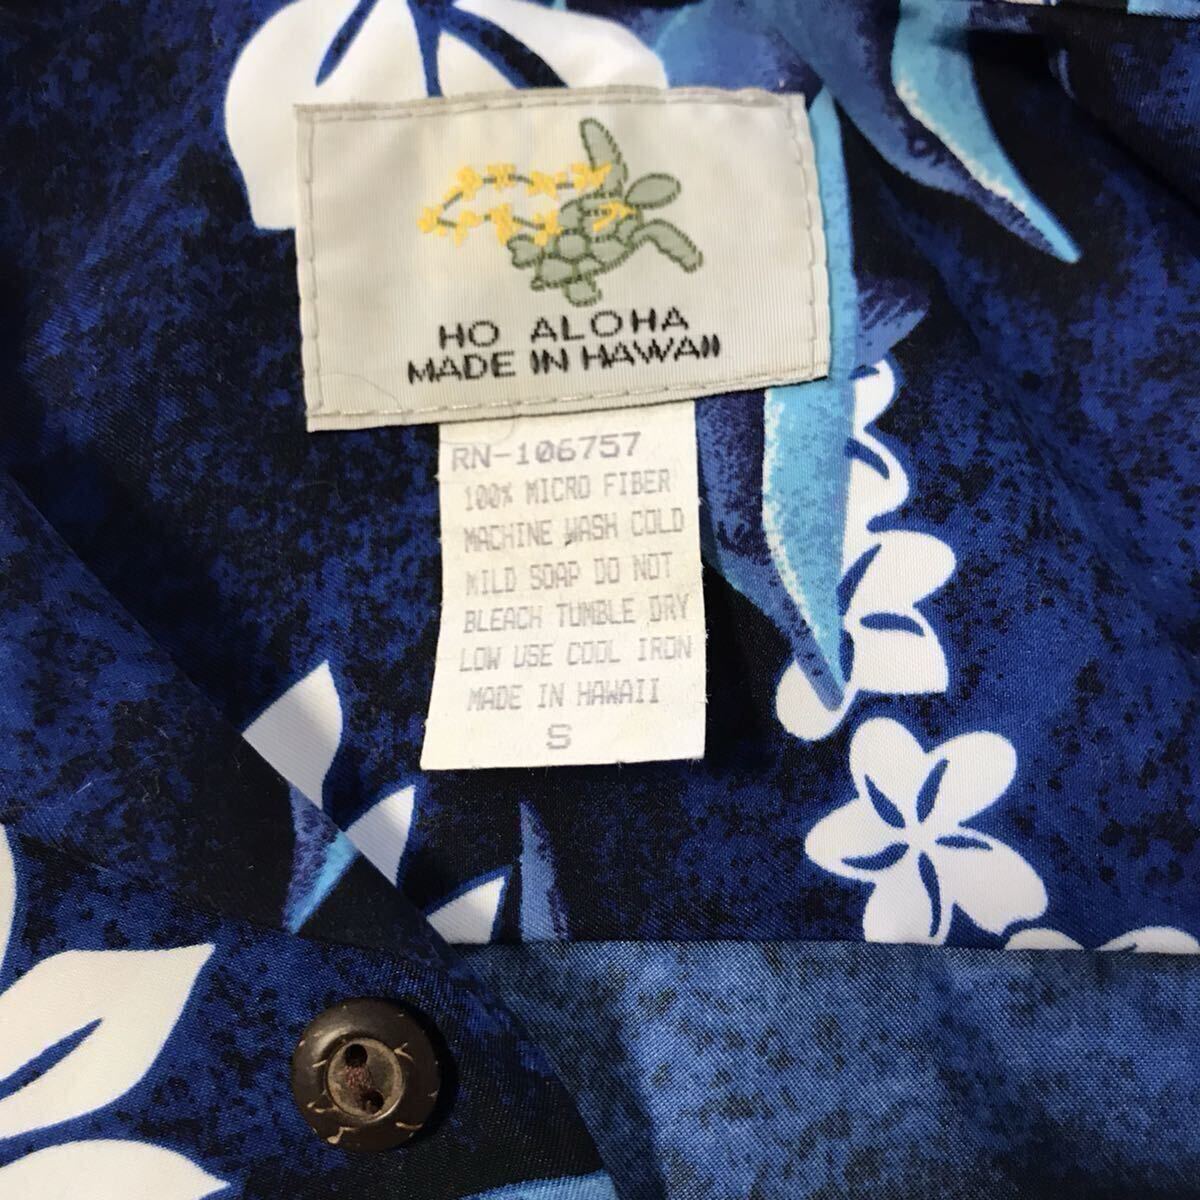 HO ALOHA
MADE IN HAWAII
RN-106757
100% MICRO FIBER
MACHINE WASH COLD
MILD SOAP DO NOT
BLEACH TUMBLE DRY
LOW USE COOL IRON
MADE IN HAWAII
S